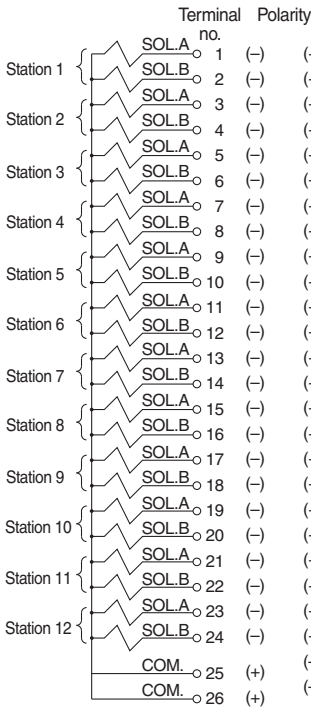 Terminal no. Polarity
Station 1
SOL.A 1 (–) (–
SOL.B 2 (–) (–
Station 2
SOL.A 3 (–) (–
SOL.B 4 (–) (–
Station 3
SOL.A 5 (–) (–
SOL.B 6 (–) (–
Station 4
SOL.A 7 (–) (–
SOL.B 8 (–) (–
Station 5
SOL.A 9 (–) (–
SOL.B 10 (–) (–
Station 6
SOL.A 11 (–) (–
SOL.B 12 (–) (–
Station 7
SOL.A 13 (–) (–
SOL.B 14 (–) (–
Station 8
SOL.A 15 (–) (–
SOL.B 16 (–) (–
Station 9
SOL.A 17 (–) (–
SOL.B 18 (–) (–
Station 10
SOL.A 19 (–) (–
SOL.B 20 (–) (–
Station 11
SOL.A 21 (–) (–
SOL.B 22 (–) (–
Station 12
SOL.A 23 (–) (–
SOL.B 24 (–) (–
COM. 25 (+) (
COM. 26 (+) (